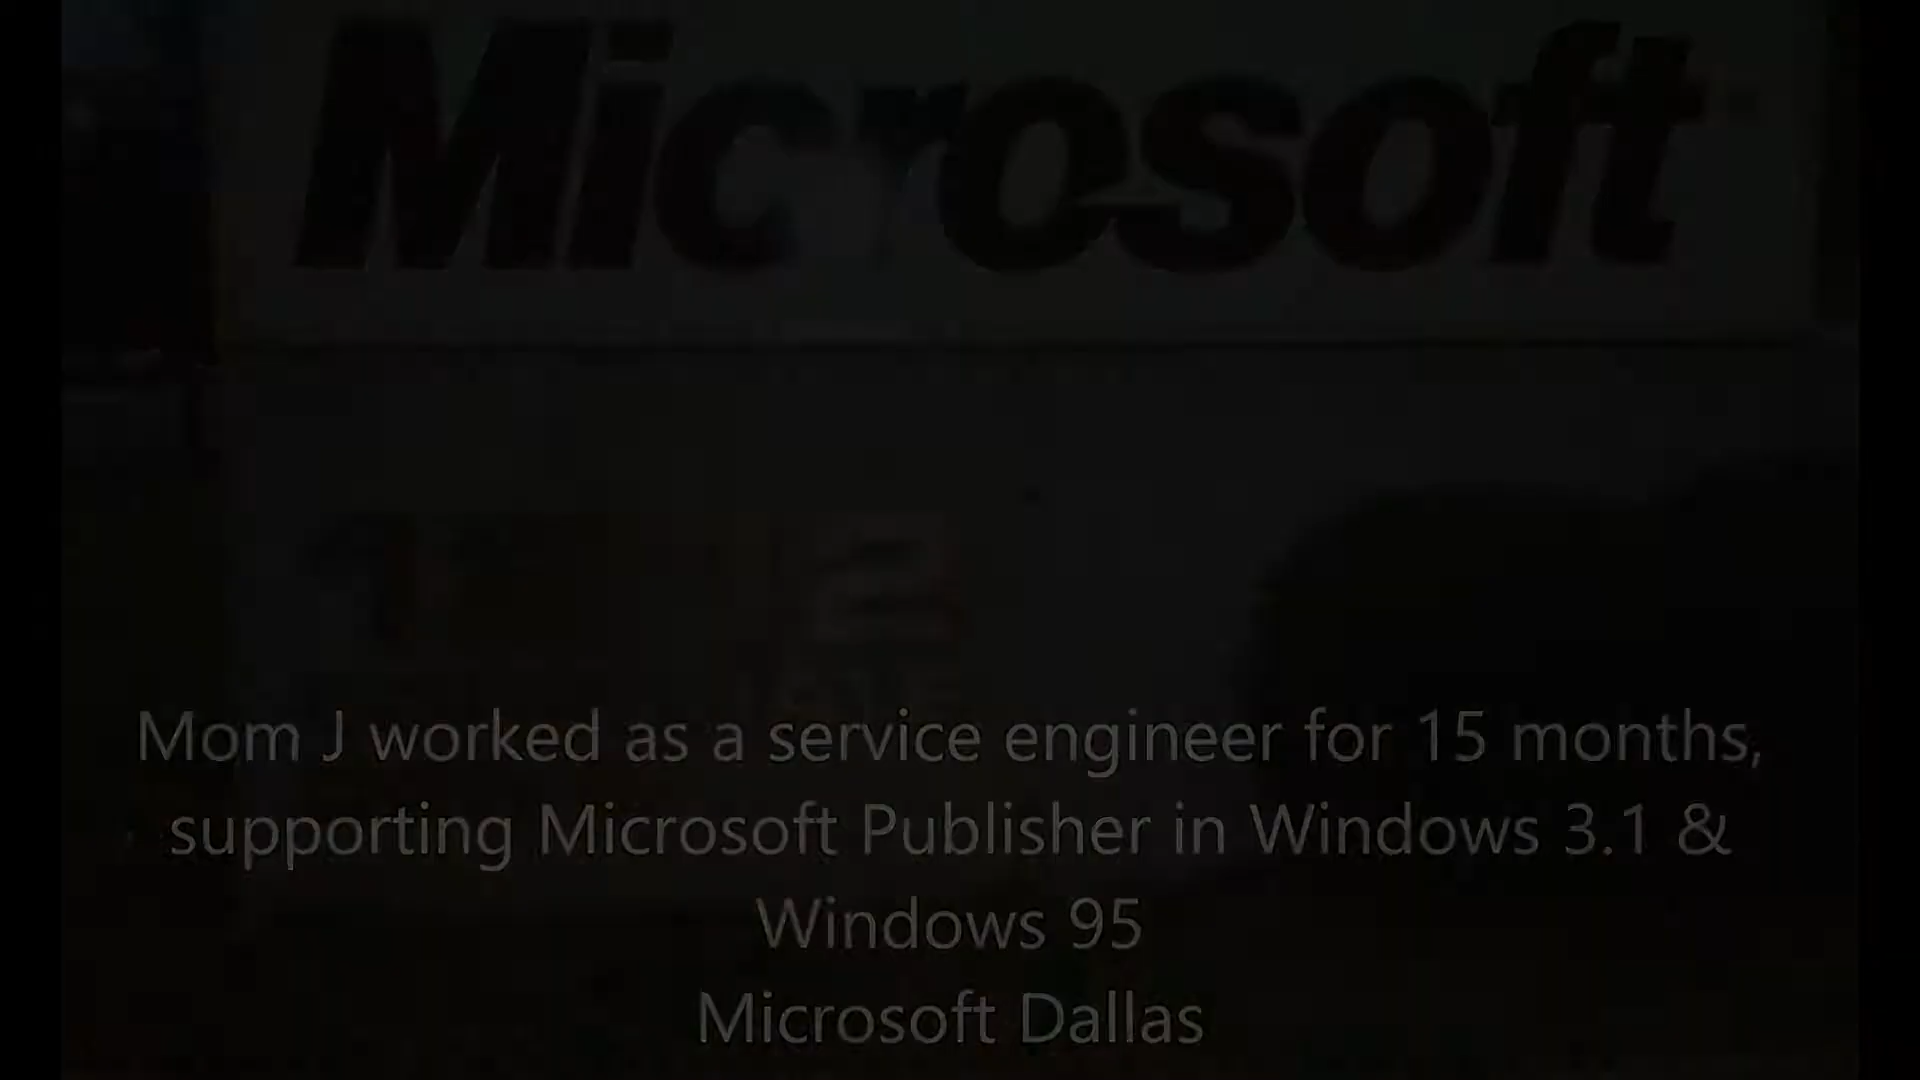 Microsoft
2
Mom J worked as a service engineer for 15 months,
supporting Microsoft Publisher in Windows 3.1 &
Windows 95
Microsoft Dallas